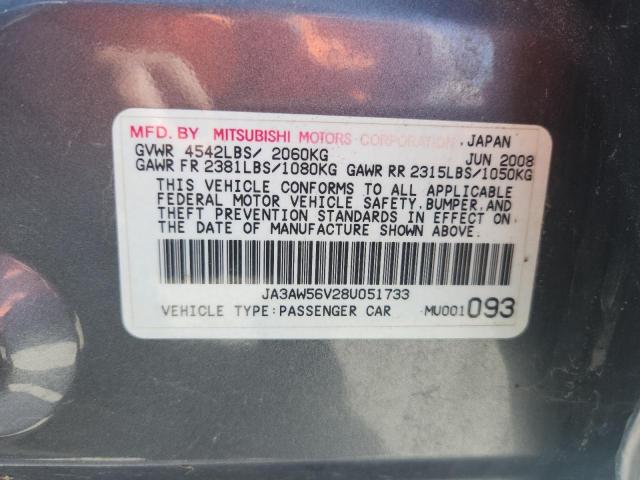 MFD. BY MITSUBISHI MOTORS CORPORATION, JAPAN
GVWR 4542LBS/ 2060KG JUN 2008
GAWR FR 2381LBS/1080KG GAWR RR 2315LBS/1050KG
THIS VEHICLE CONFORMS TO ALL APPLICABLE
FEDERAL MOTOR VEHICLE SAFETY,BUMPER,AND
THEFT PREVENTION STANDARDS IN EFFECT ON
THE DATE OF MANUFACTURE SHOWN ABOVE.
JA3AW56V28U051733
VEHICLE TYPE:PASSENGER CAR MU001093